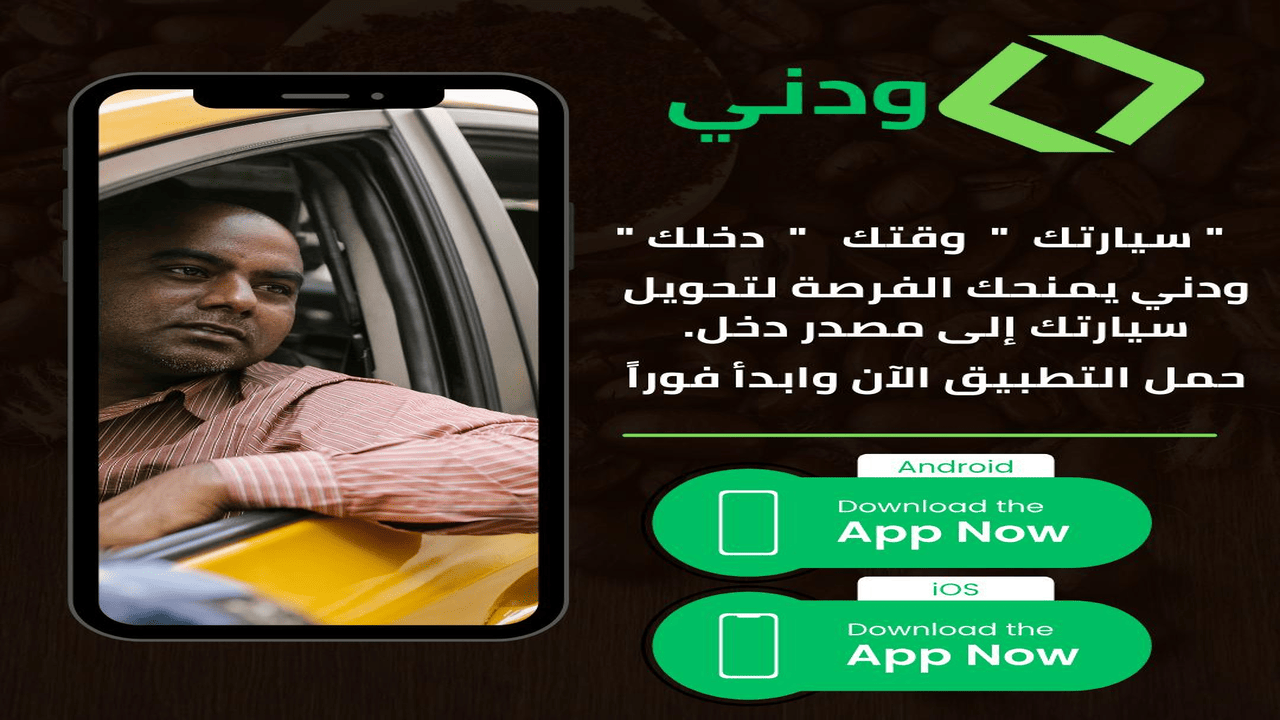 ودني
" سيارتك " وقتك " دخلك "
ودني يمنحك الفرصة لتحويل
سيارتك إلى مصدر دخل.
حمل التطبيق الآن وابدأ فوراً
Android
Download the
App Now
iOS
Download the
App Now